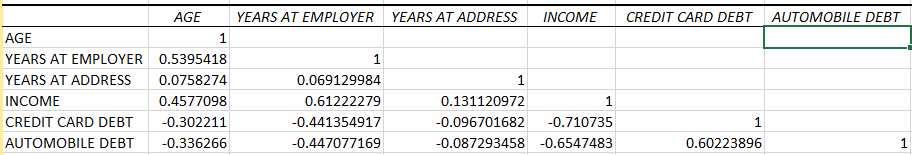 AGE YEARS AT EMPLOYER YEARS AT ADDRESS INCOME CREDIT CARD DEBT AUTOMOBILE DEBT
AGE 1
YEARS AT EMPLOYER 0.5395418 1
YEARS AT ADDRESS 0.0758274 0.069129984 1
INCOME 0.4577098 0.61222279 0.131120972 1
CREDIT CARD DEBT -0.302211 -0.441354917 -0.096701682 -0.710735 1
AUTOMOBILE DEBT -0.336266 -0.447077169 -0.087293458 -0.6547483 0.60223896 1